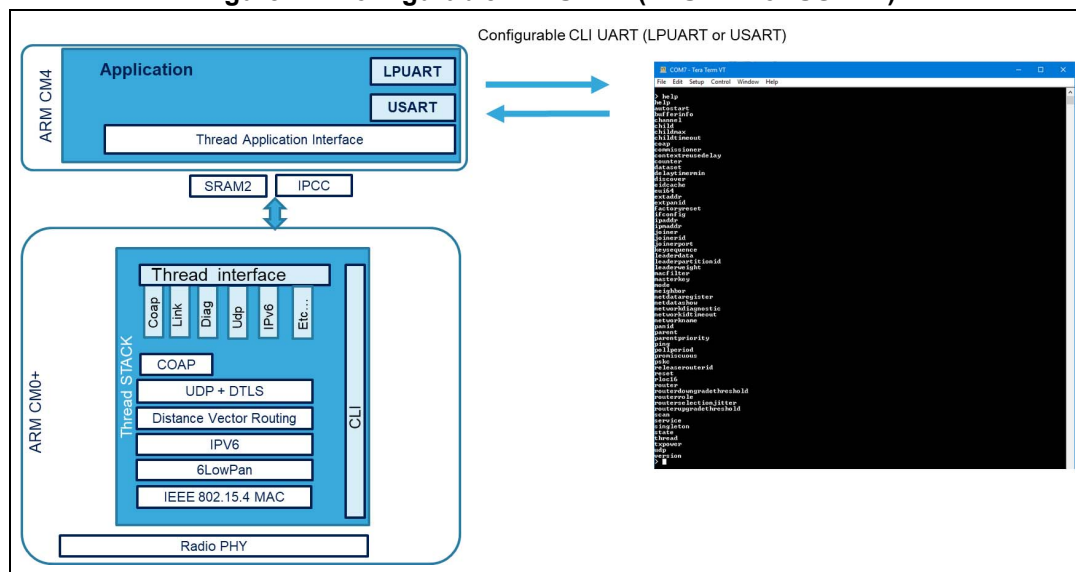 Configurable CLI UART (LPUART or USART)
ARM CM4
Application
LPUART
USART
Thread Application Interface
SRAM2
IPCC
ARM CM0+
Thread STACK
Thread interface
Coap
Link
Diag
Udp
IPv6
Etc...
COAP
UDP + DTLS
Distance Vector Routing
IPV6
6LowPan
IEEE 802.15.4 MAC
CLI
Radio PHY
COM7 - Tera Term VT
File Edit Setup Control Window Help
> help
help
autostart
bufferinfo
channel
child
childmax
childtimeout
coap
commissioner
contextreusedelay
counter
dataset
delaytimermin
discover
eidcache
eui64
extaddr
extpanid
factoryreset
ifconfig
ipaddr
ipmaddr
joiner
joinerid
joinerport
keysequence
leaderdata
leaderpartitionid
leaderweight
macfilter
masterkey
mode
neighbor
netdataregister
netdatashow
networkdiagnostic
networkidtimeout
networkname
panid
parent
parentpriority
ping
pollperiod
promiscuous
pskc
releaserouterid
reset
rloc16
router
routerdowngradethreshold
routerrole
routerselectionjitter
routerupgradethreshold
scan
service
singleton
state
thread
txpower
udp
version
>